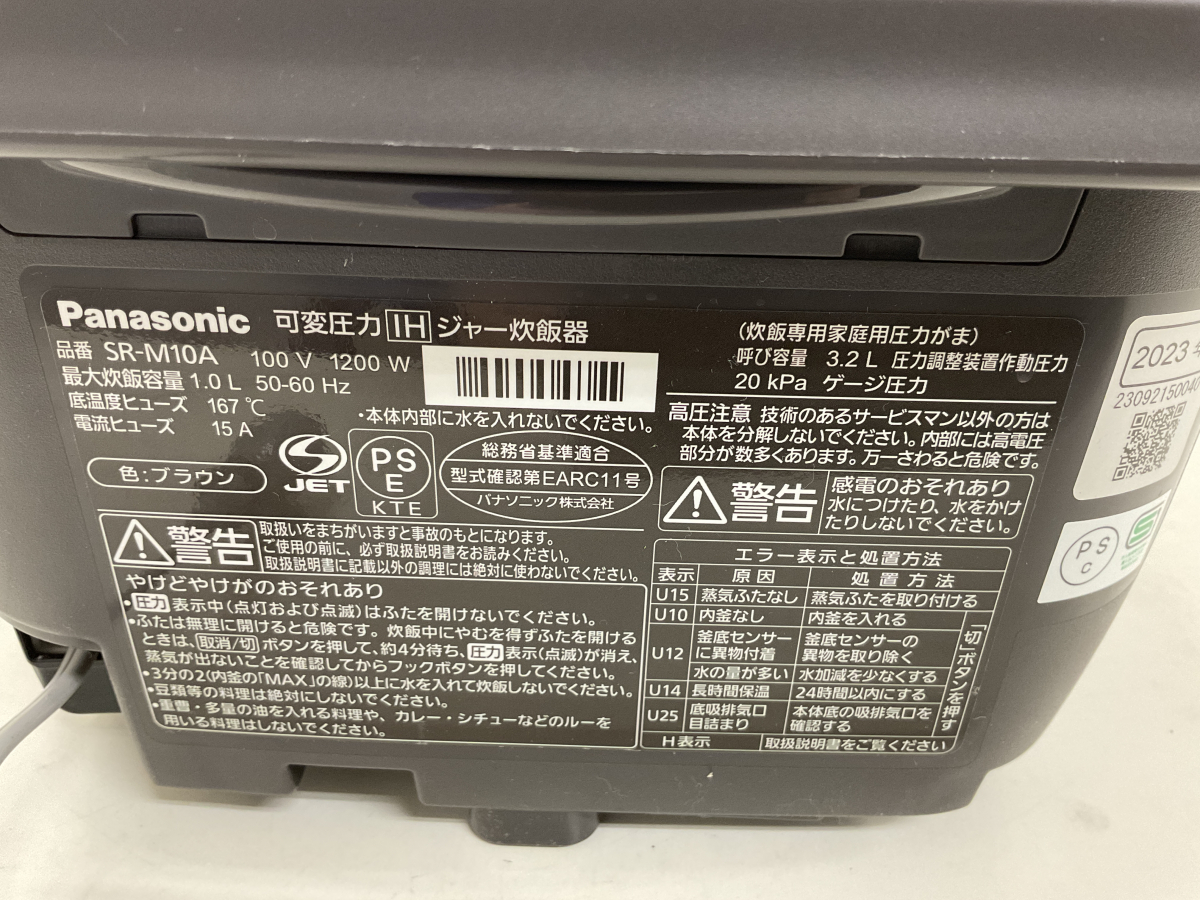 Panasonic 可変圧力 IH ジャー炊飯器
品番 SR-M10A 100 V 1200 W
最大炊飯容量 1.0 L 50-60 Hz
底温度ヒューズ 167 ℃
電流ヒューズ 15 A
・本体内部に水を入れないでください。
色:ブラウン
JET
PS
E
KTE
総務省基準適合
型式確認第EARC11号
パナソニック株式会社
警告
取扱いをまちがいますと事故のもとになります。
ご使用の前に、必ず取扱説明書をお読みください。
取扱説明書に記載以外の調理には絶対に使わないでください。
やけどやけがのおそれあり
・圧力 表示中(点灯および点滅)はふたを開けないでください。
・ふたは無理に開けると危険です。炊飯中にやむを得ずふたを開ける
ときは、取消/切 ボタンを押して、約4分待ち、圧力 表示(点滅)が消え、
蒸気が出ないことを確認してからフックボタンを押してください。
・3分の2(内釜の「MAX」の線)以上に水を入れて炊飯しないでください。
・豆類等の料理は絶対にしないでください。
・重曹・多量の油を入れる料理や、カレー・シチューなどのルーを
用いる料理はしないでください。
(炊飯専用家庭用圧力がま)
呼び容量 3.2 L 圧力調整装置作動圧力
20 kPa ゲージ圧力
高圧注意 技術のあるサービスマン以外の方は
本体を分解しないでください。内部には高電圧
部分が数多くあります。万一さわると危険です。
警告
感電のおそれあり
水につけたり、水をかけ
たりしないでください。
エラー表示と処置方法
表示 原因 処置方法
U15 蒸気ふたなし 蒸気ふたを取り付ける
U10 内釜なし 内釜を入れる
U12 釜底センサーに異物付着 釜底センサーの異物を取り除く
水の量が多い 水加減を少なくする
U14 長時間保温 24時間以内にする
U25 底吸排気口目詰まり 本体底の吸排気口を確認する
「切」ボタンを押す
H表示 取扱説明書をご覧ください
2023
2309215004
PS
C